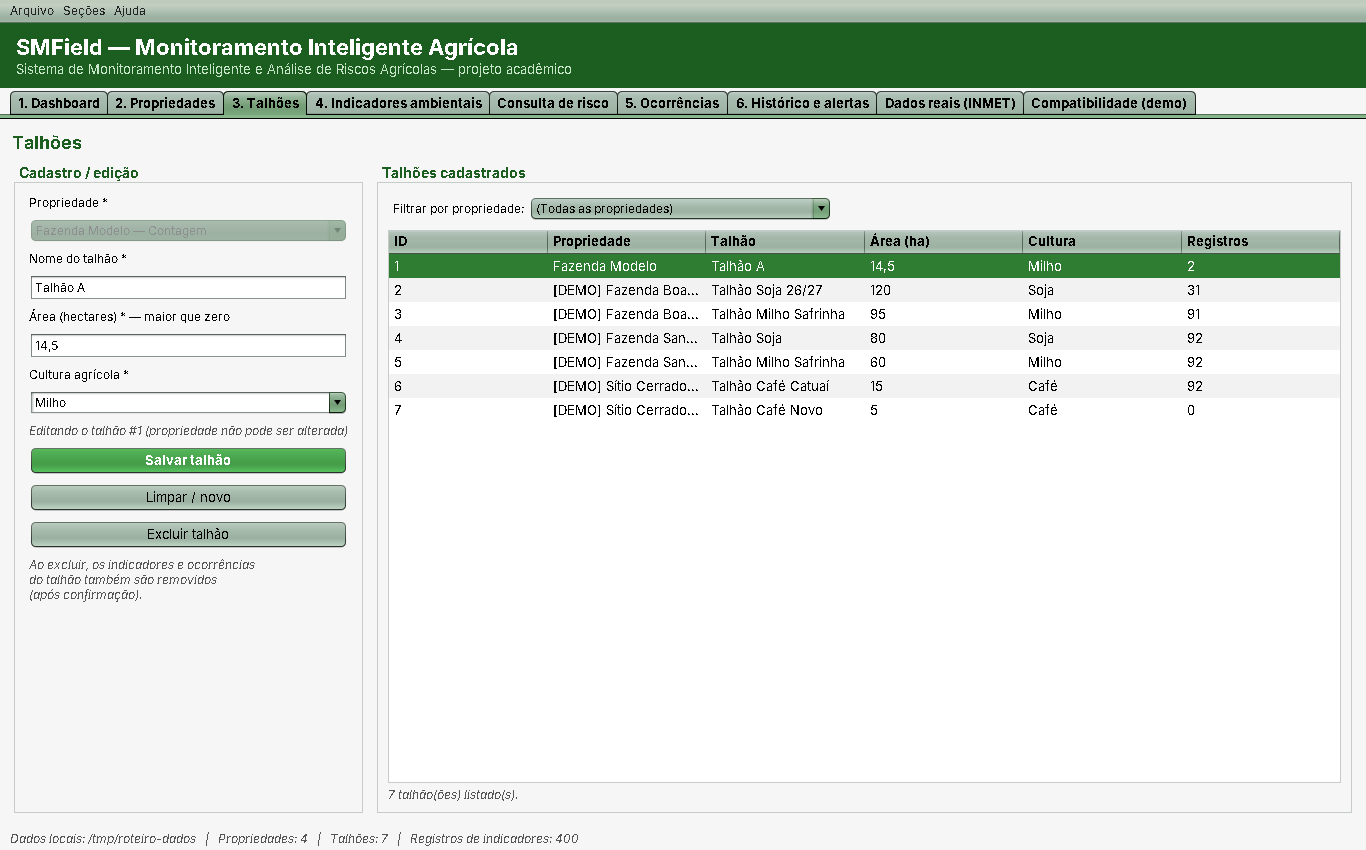 Arquivo Seções Ajuda
SMField — Monitoramento Inteligente Agrícola
Sistema de Monitoramento Inteligente e Análise de Riscos Agrícolas — projeto acadêmico
1. Dashboard 2. Propriedades 3. Talhões 4. Indicadores ambientais Consulta de risco 5. Ocorrências 6. Histórico e alertas Dados reais (INMET) Compatibilidade (demo)
Talhões
Cadastro / edição
Propriedade *
Fazenda Modelo — Contagem
Nome do talhão *
Talhão A
Área (hectares) * — maior que zero
14,5
Cultura agrícola *
Milho
Editando o talhão #1 (propriedade não pode ser alterada)
Salvar talhão
Limpar / novo
Excluir talhão
Ao excluir, os indicadores e ocorrências
do talhão também são removidos
(após confirmação).
Talhões cadastrados
Filtrar por propriedade: (Todas as propriedades)
ID Propriedade Talhão Área (ha) Cultura Registros
1 Fazenda Modelo Talhão A 14,5 Milho 2
2 [DEMO] Fazenda Boa... Talhão Soja 26/27 120 Soja 31
3 [DEMO] Fazenda Boa... Talhão Milho Safrinha 95 Milho 91
4 [DEMO] Fazenda San... Talhão Soja 80 Soja 92
5 [DEMO] Fazenda San... Talhão Milho Safrinha 60 Milho 92
6 [DEMO] Sítio Cerrado... Talhão Café Catuaí 15 Café 92
7 [DEMO] Sítio Cerrado... Talhão Café Novo 5 Café 0
7 talhão(ões) listado(s).
Dados locais: /tmp/roteiro-dados | Propriedades: 4 | Talhões: 7 | Registros de indicadores: 400